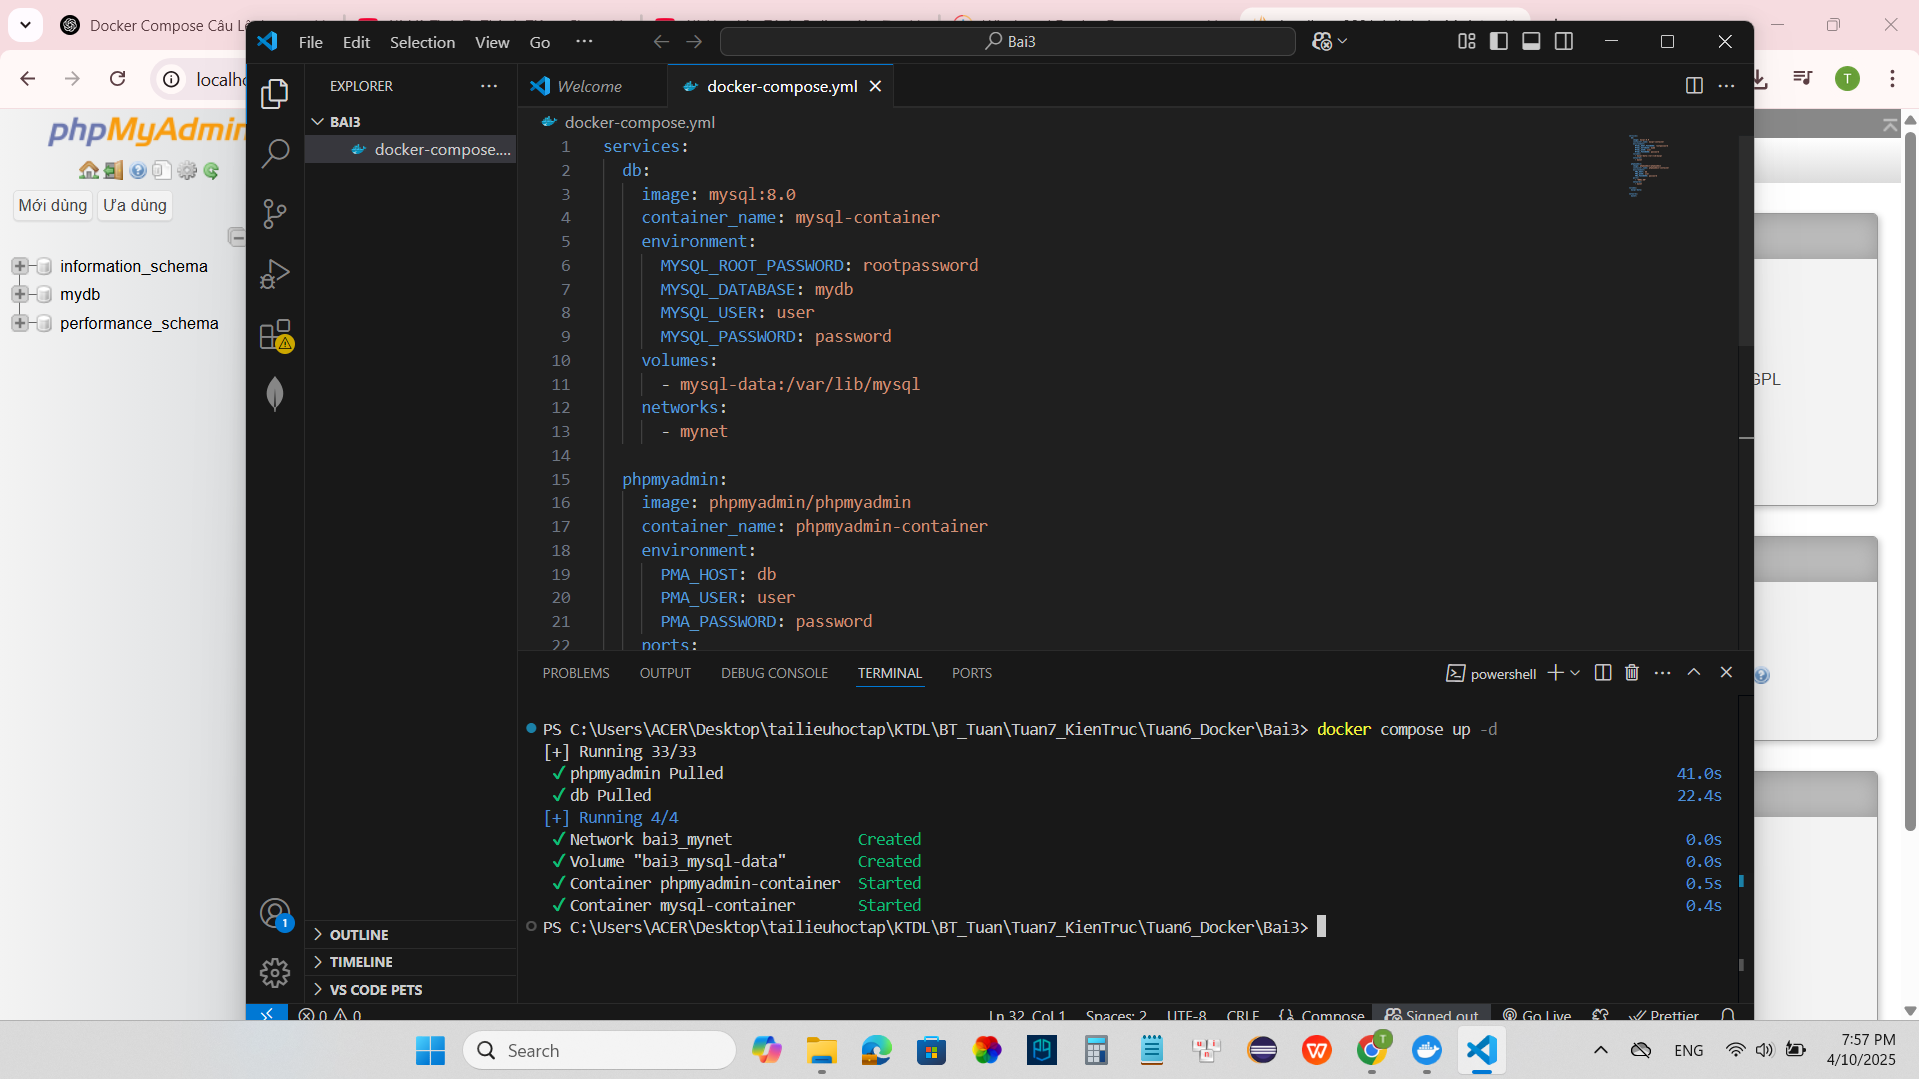 Docker Compose Câu Lệ
localho
phpMyAdmin
Mới dùng
Ưa dùng
information_schema
mydb
performance_schema
File
Edit
Selection
View
Go
Bai3
EXPLORER
BAI3
docker-compose....
Welcome
docker-compose.yml
docker-compose.yml
1 services:
2 db:
3 image: mysql:8.0
4 container_name: mysql-container
5 environment:
6 MYSQL_ROOT_PASSWORD: rootpassword
7 MYSQL_DATABASE: mydb
8 MYSQL_USER: user
9 MYSQL_PASSWORD: password
10 volumes:
11 - mysql-data:/var/lib/mysql
12 networks:
13 - mynet
14
15 phpmyadmin:
16 image: phpmyadmin/phpmyadmin
17 container_name: phpmyadmin-container
18 environment:
19 PMA_HOST: db
20 PMA_USER: user
21 PMA_PASSWORD: password
22 ports:
PROBLEMS
OUTPUT
DEBUG CONSOLE
TERMINAL
PORTS
powershell
PS C:\Users\ACER\Desktop\tailieuhoctap\KTDL\BT_Tuan\Tuan7_KienTruc\Tuan6_Docker\Bai3> docker compose up -d
[+] Running 33/33
✓ phpmyadmin Pulled 41.0s
✓ db Pulled 22.4s
[+] Running 4/4
✓ Network bai3_mynet Created 0.0s
✓ Volume "bai3_mysql-data" Created 0.0s
✓ Container phpmyadmin-container Started 0.5s
✓ Container mysql-container Started 0.4s
PS C:\Users\ACER\Desktop\tailieuhoctap\KTDL\BT_Tuan\Tuan7_KienTruc\Tuan6_Docker\Bai3>
1
OUTLINE
TIMELINE
VS CODE PETS
0 0
Ln 32, Col 1
Spaces: 2
UTF-8
CRLF
{} Compose
Signed out
Go Live
Prettier
T
GPL
Search
T
ENG
7:57 PM
4/10/2025